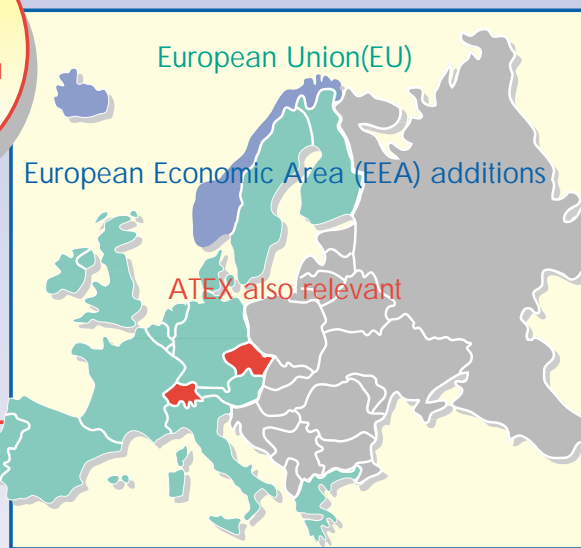 European Union(EU)
European Economic Area (EEA) additions
ATEX also relevant